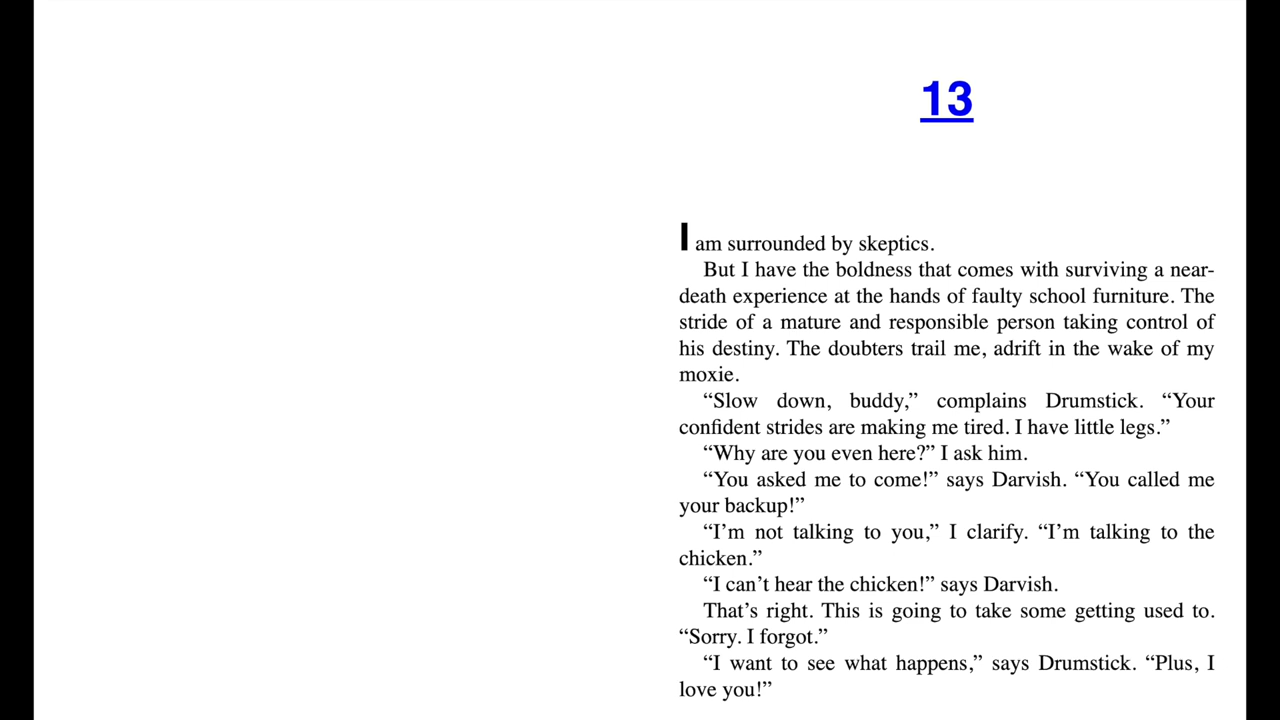 13
I am surrounded by skeptics.
But I have the boldness that comes with surviving a near-
death experience at the hands of faulty school furniture. The
stride of a mature and responsible person taking control of
his destiny. The doubters trail me, adrift in the wake of my
moxie.
“Slow down, buddy,” complains Drumstick. “Your
confident strides are making me tired. I have little legs.”
“Why are you even here?” I ask him.
“You asked me to come!” says Darvish. “You called me
your backup!”
“I’m not talking to you,” I clarify. “I’m talking to the
chicken.”
“I can’t hear the chicken!” says Darvish.
That’s right. This is going to take some getting used to.
“Sorry. I forgot.”
“I want to see what happens,” says Drumstick. “Plus, I
love you!”